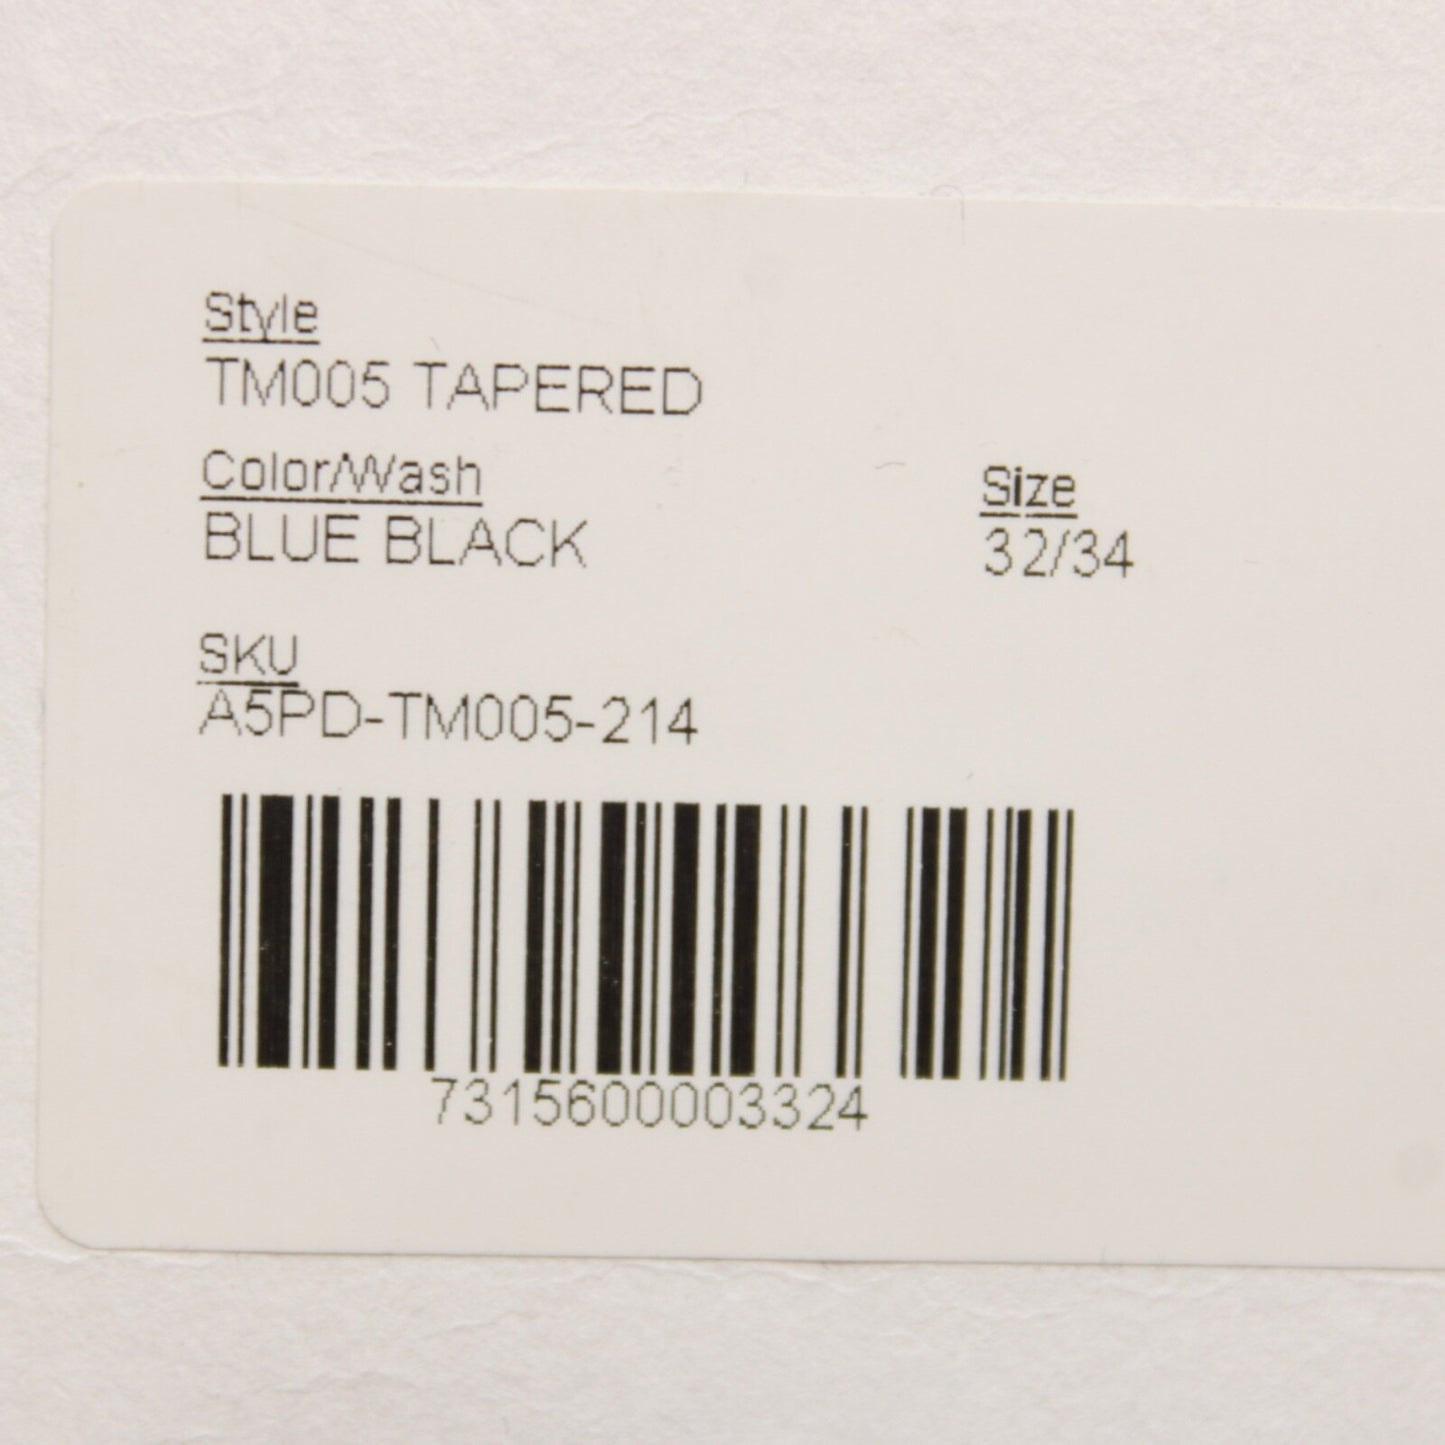 Style
TM005 TAPERED
Color/Wash
BLUE BLACK
Size
32/34
SKU
A5PD-TM005-214
7315600003324